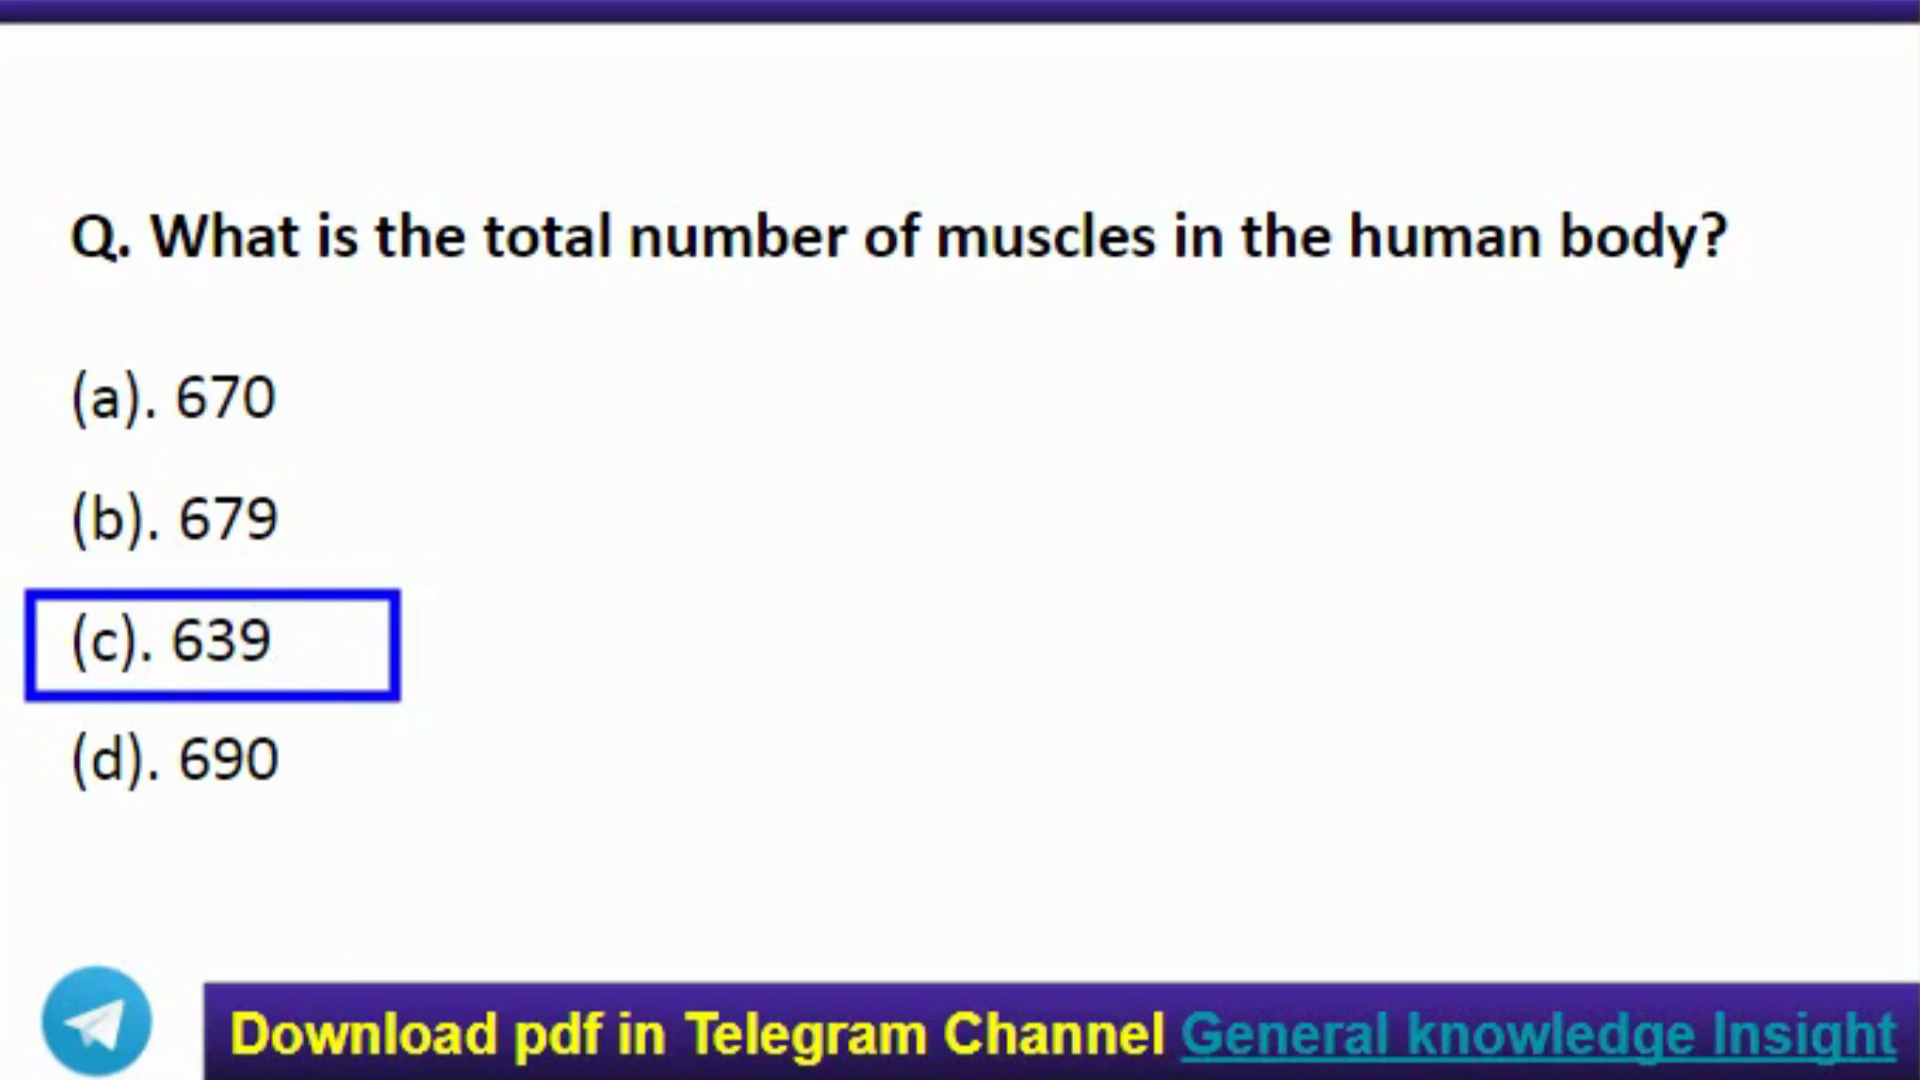 Q. What is the total number of muscles in the human body?
(a). 670
(b). 679
(c). 639
(d). 690
Download pdf in Telegram Channel General knowledge Insight